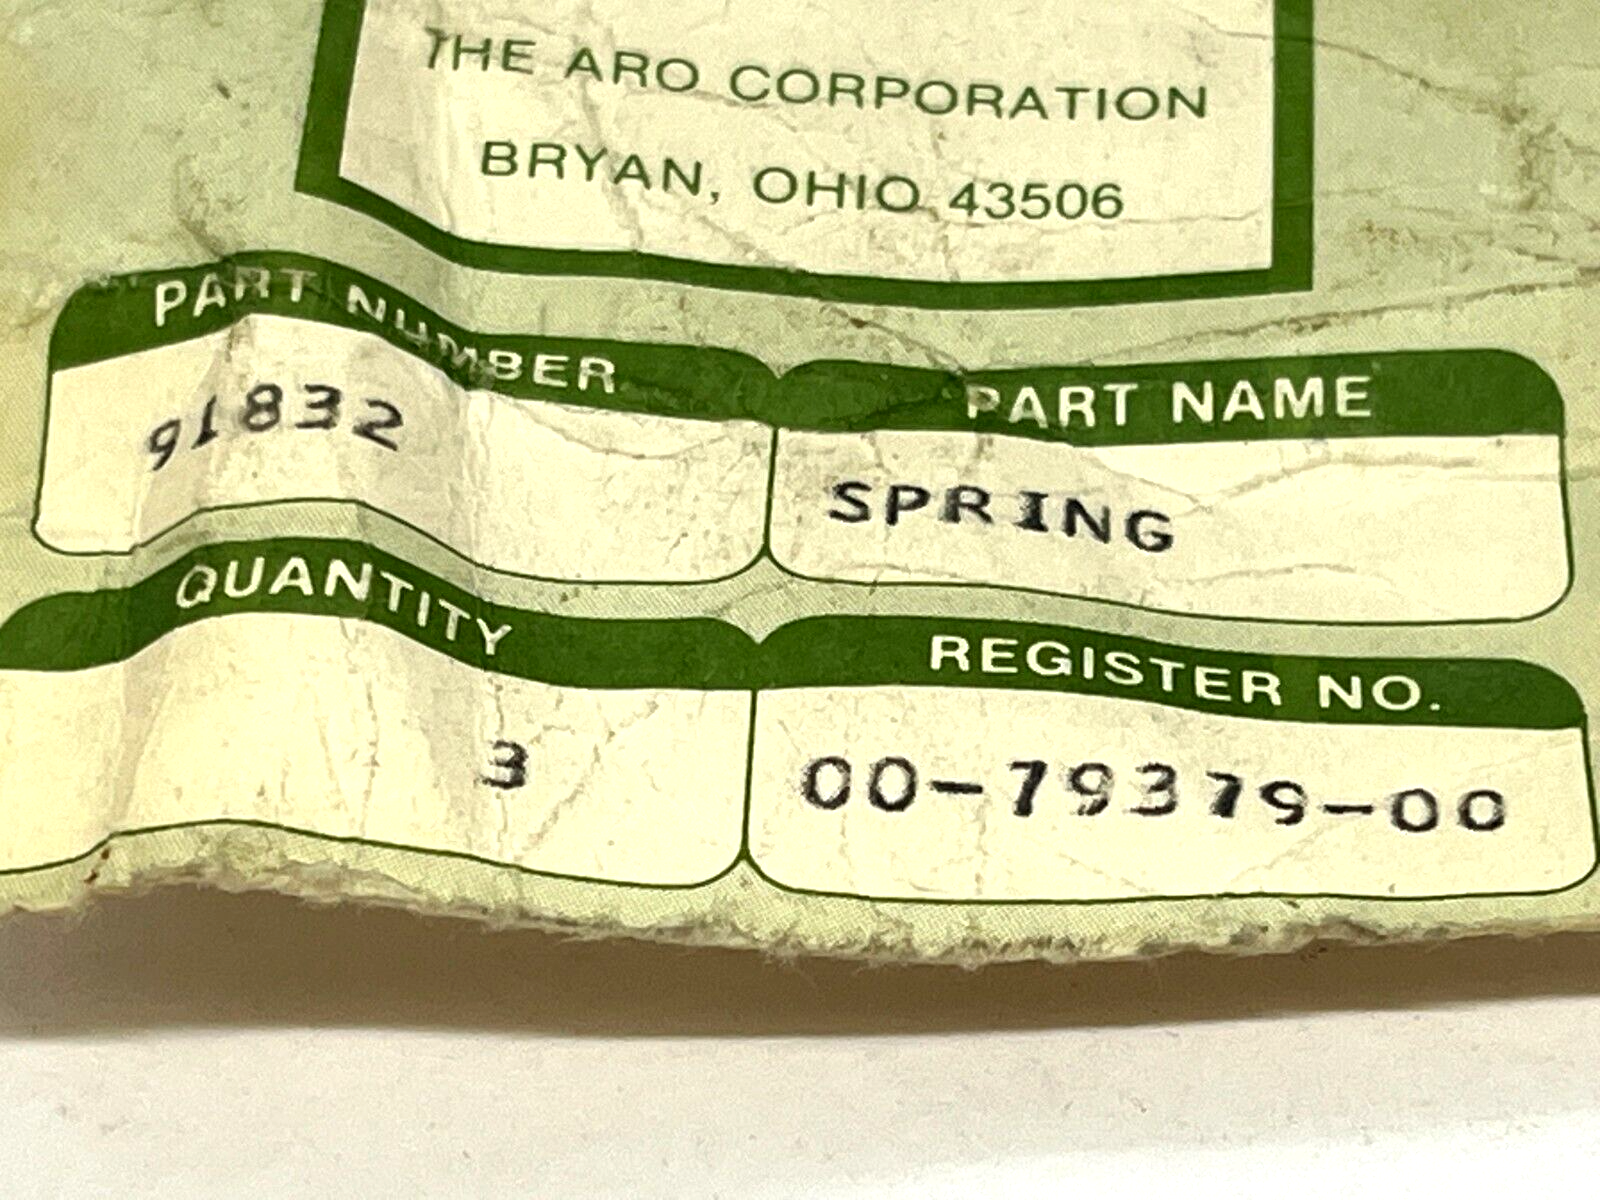 THE ARO CORPORATION
BRYAN, OHIO 43506
PART NUMBER
91832
PART NAME
SPRING
QUANTITY
3
REGISTER NO.
00-79379-00